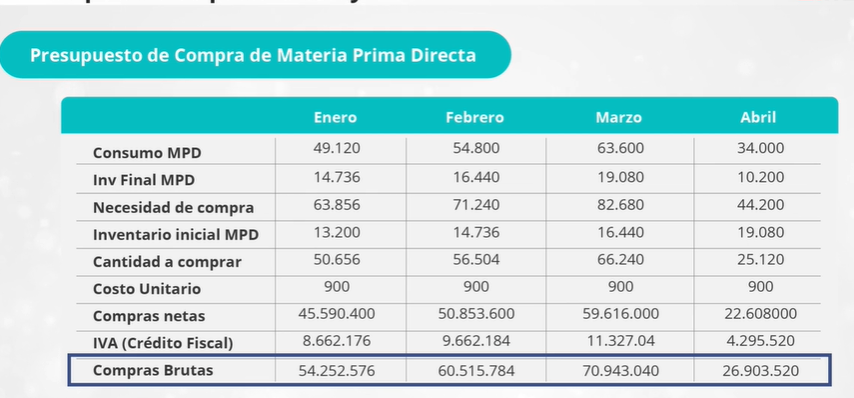 Presupuesto de Compra de Materia Prima Directa
Enero Febrero Marzo Abril
Consumo MPD 49.120 54.800 63.600 34.000
Inv Final MPD 14.736 16.440 19.080 10.200
Necesidad de compra 63.856 71.240 82.680 44.200
Inventario inicial MPD 13.200 14.736 16.440 19.080
Cantidad a comprar 50.656 56.504 66.240 25.120
Costo Unitario 900 900 900 900
Compras netas 45.590.400 50.853.600 59.616.000 22.608000
IVA (Crédito Fiscal) 8.662.176 9.662.184 11.327.04 4.295.520
Compras Brutas 54.252.576 60.515.784 70.943.040 26.903.520